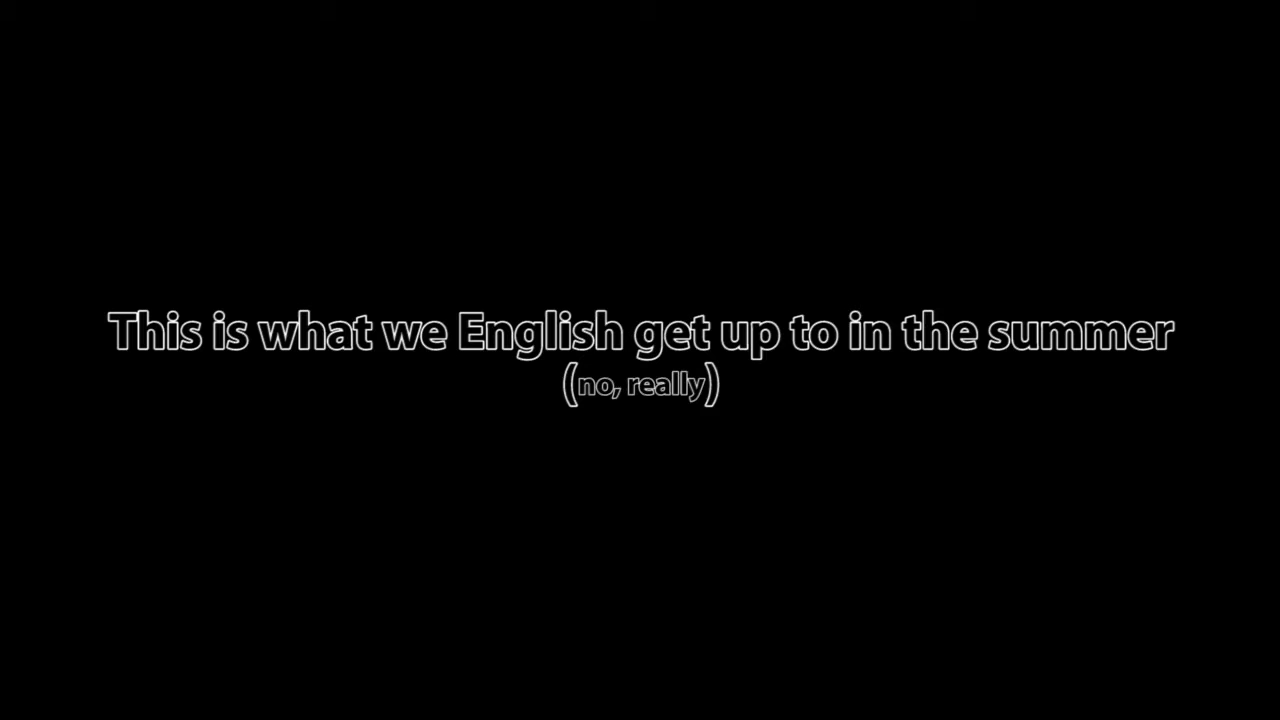 This is what we English get up to in the summer
(no, really)